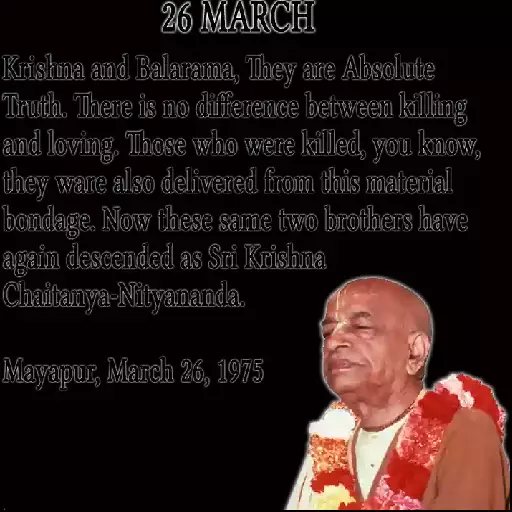 26 MARCH
Krishna and Balarama, They are Absolute
Truth. There is no difference between killing
and loving. Those who were killed, you know,
they ware also delivered from this material
bondage. Now these same two brothers have
again descended as Sri Krishna
Chaitanya-Nityananda.
Mayapur, March 26, 1975